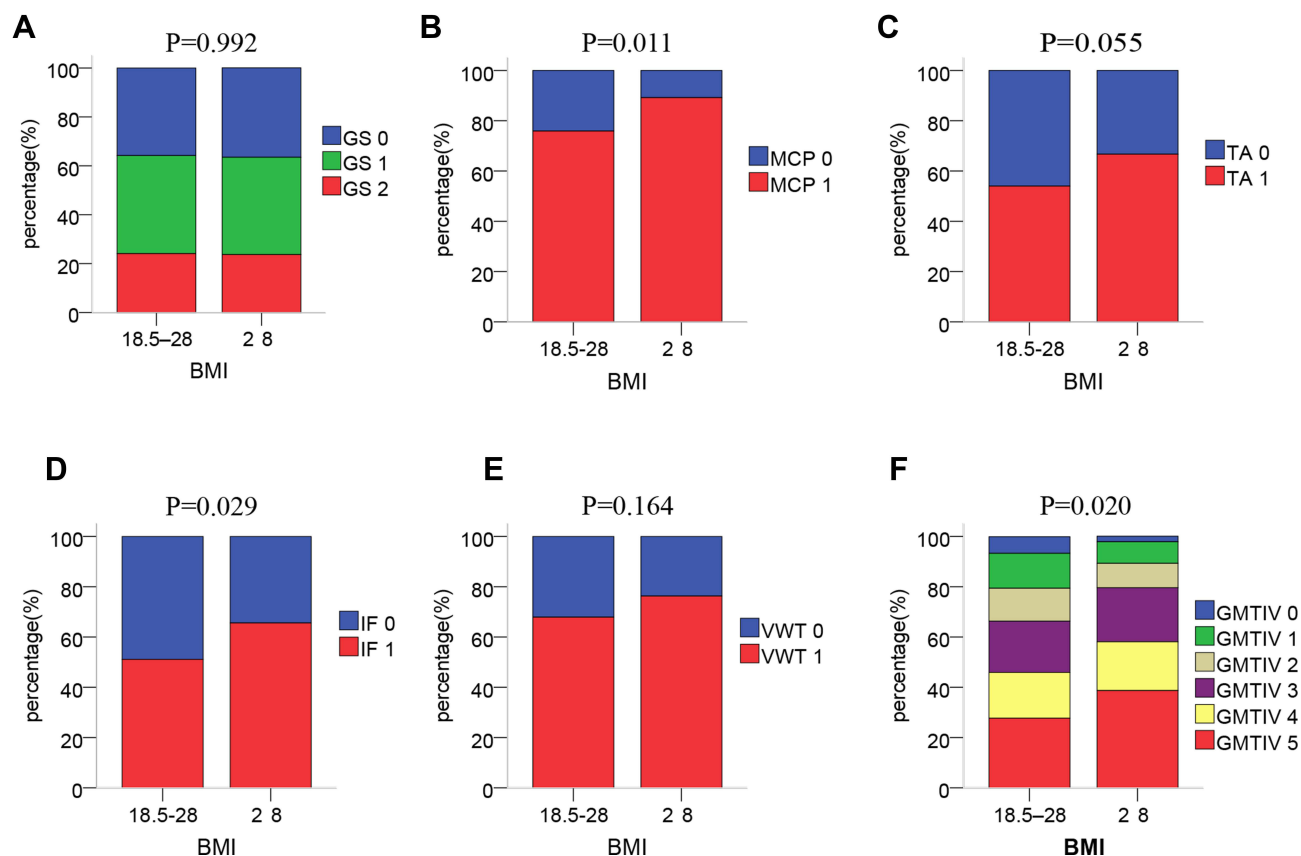 A
P=0.992
percentage(%)
100
80
60
40
20
0
18.5–28
2 8
BMI
GS 0
GS 1
GS 2
B
P=0.011
percentage(%)
100
80
60
40
20
0
18.5-28
2 8
BMI
MCP 0
MCP 1
C
P=0.055
percentage(%)
100
80
60
40
20
0
18.5-28
2 8
BMI
TA 0
TA 1
D
P=0.029
percentage(%)
100
80
60
40
20
0
18.5-28
2 8
BMI
IF 0
IF 1
E
P=0.164
percentage(%)
100
80
60
40
20
0
18.5-28
2 8
BMI
VWT 0
VWT 1
F
P=0.020
percentage(%)
100
80
60
40
20
0
18.5–28
2 8
BMI
GMTIV 0
GMTIV 1
GMTIV 2
GMTIV 3
GMTIV 4
GMTIV 5